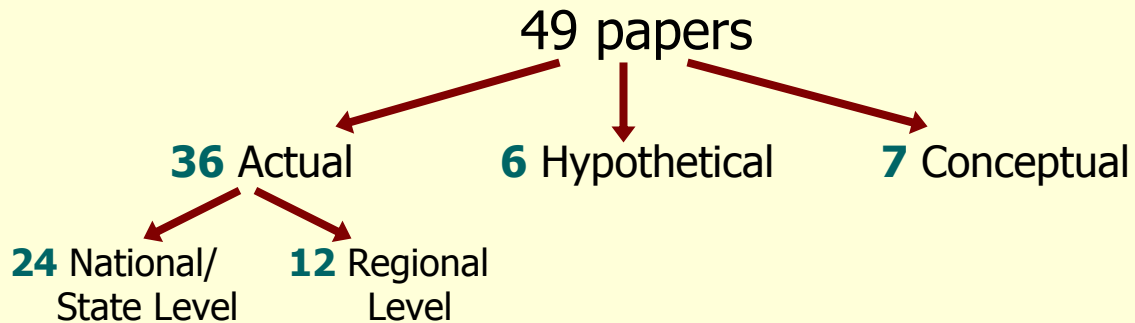 49 papers
36 Actual
6 Hypothetical
7 Conceptual
24 National/
State Level
12 Regional
Level